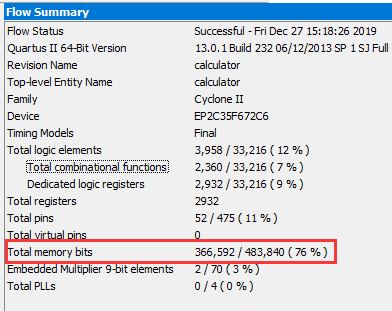 Flow Summary
Flow Status Successful - Fri Dec 27 15:18:26 2019
Quartus II 64-Bit Version 13.0.1 Build 232 06/12/2013 SP 1 SJ Full
Revision Name calculator
Top-level Entity Name calculator
Family Cyclone II
Device EP2C35F672C6
Timing Models Final
Total logic elements 3,958 / 33,216 ( 12 % )
Total combinational functions 2,360 / 33,216 ( 7 % )
Dedicated logic registers 2,932 / 33,216 ( 9 % )
Total registers 2932
Total pins 52 / 475 ( 11 % )
Total virtual pins 0
Total memory bits 366,592 / 483,840 ( 76 % )
Embedded Multiplier 9-bit elements 2 / 70 ( 3 % )
Total PLLs 0 / 4 ( 0 % )